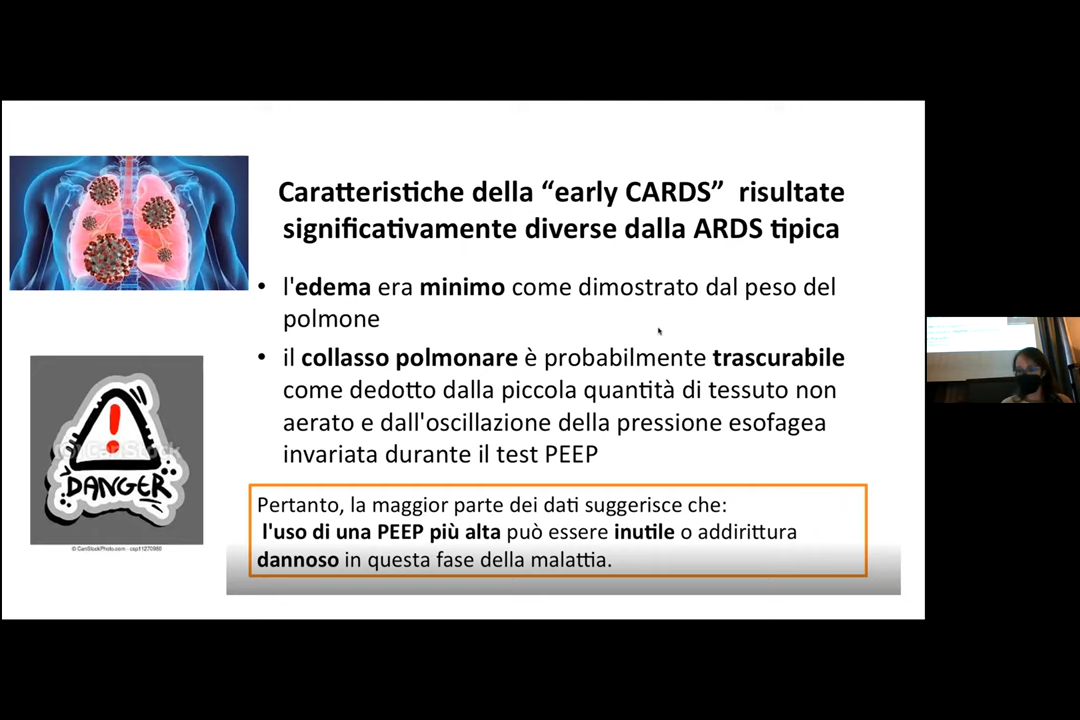 Caratteristiche della “early CARDS” risultate
significativamente diverse dalla ARDS tipica
• l'edema era minimo come dimostrato dal peso del
polmone
• il collasso polmonare è probabilmente trascurabile
come dedotto dalla piccola quantità di tessuto non
aerato e dall'oscillazione della pressione esofagea
invariata durante il test PEEP
DANGER
© CanStockPhoto.com - csp11270980
Pertanto, la maggior parte dei dati suggerisce che:
l'uso di una PEEP più alta può essere inutile o addirittura
dannoso in questa fase della malattia.